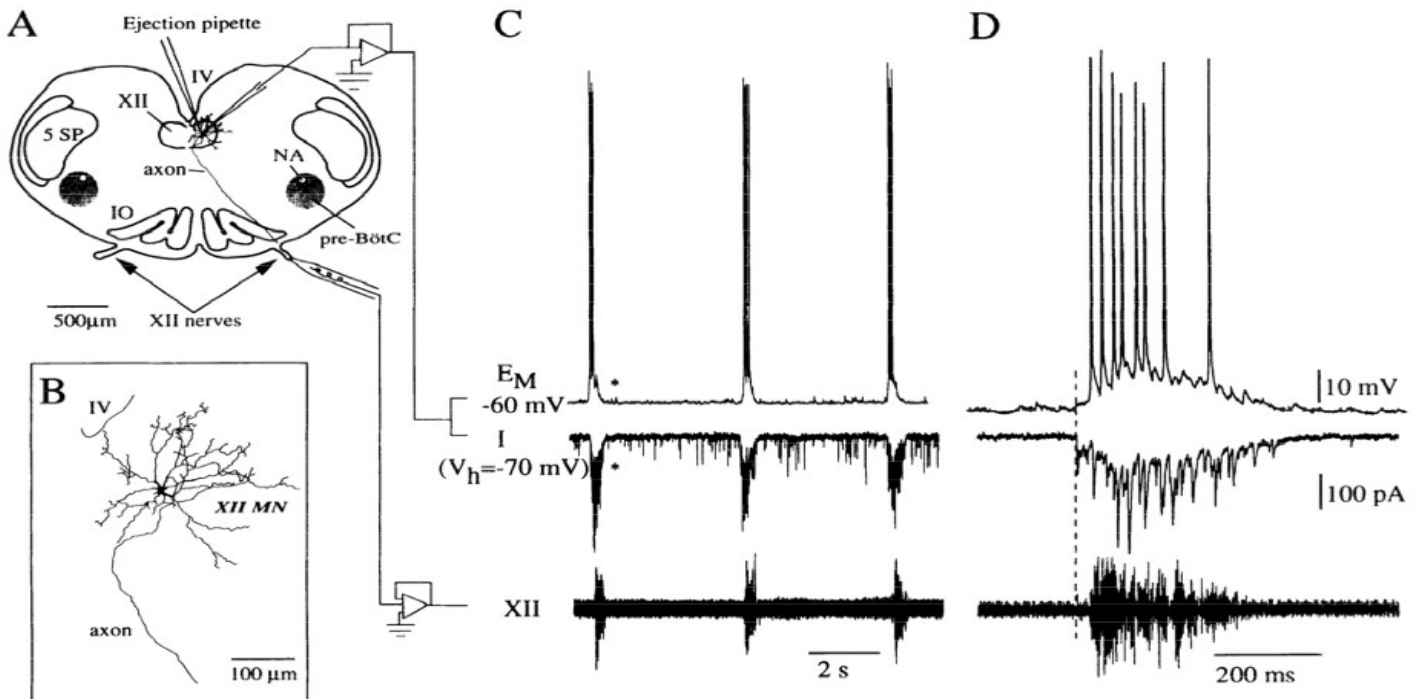 A
Ejection pipette
IV
XII
5 SP
axon
NA
IO
pre-BötC
500µm
XII nerves
B
IV
XII MN
axon
100 µm
C
E_M
-60 mV
*
I
(V_h=-70 mV)
*
XII
2 s
D
10 mV
100 pA
200 ms